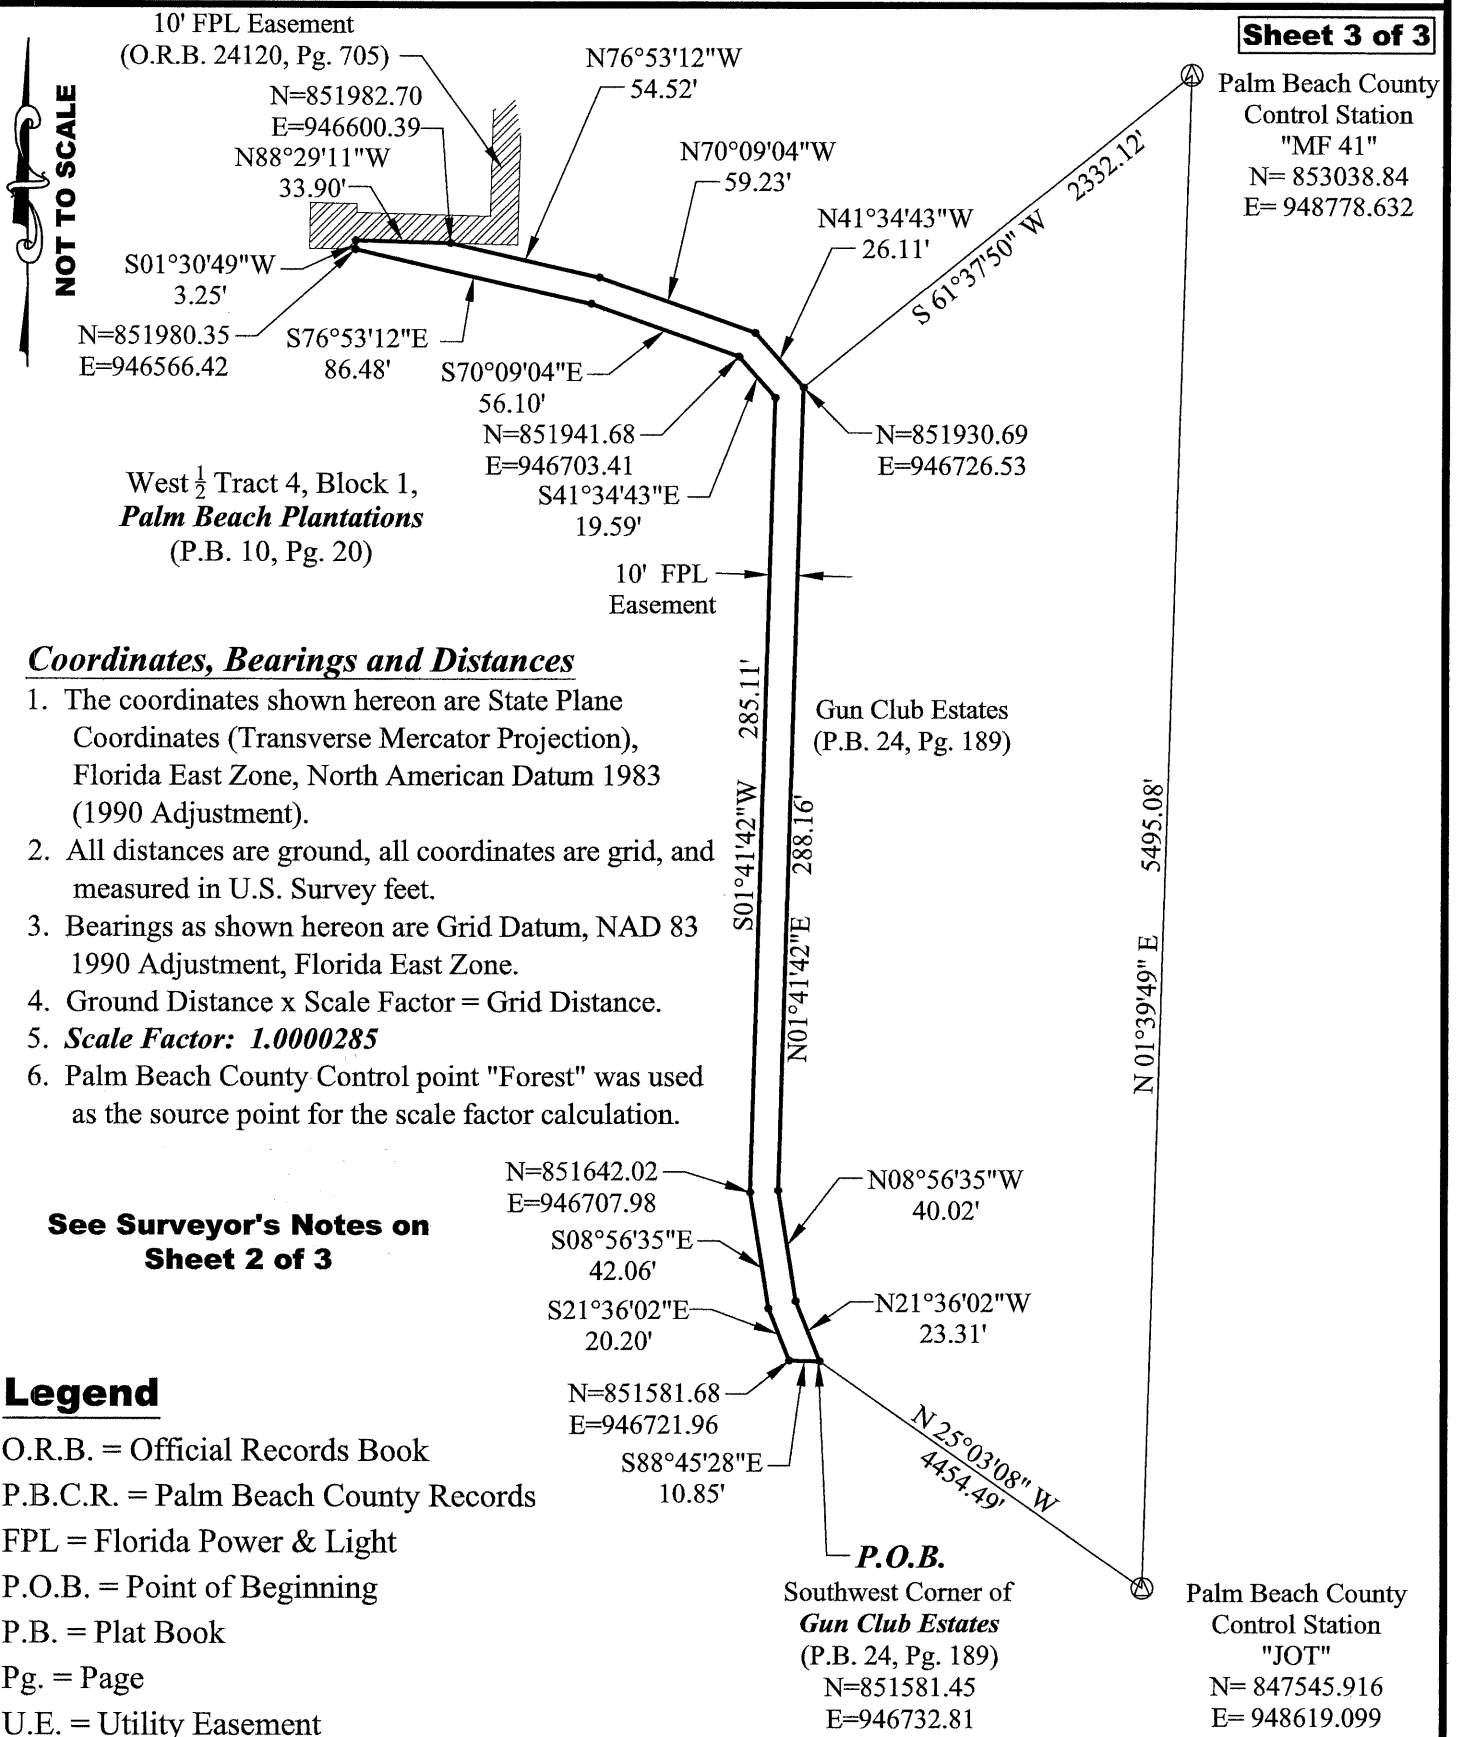 Sheet 3 of 3
10' FPL Easement
(O.R.B. 24120, Pg. 705)
N=851982.70
E=946600.39
N88°29'11"W
33.90'
N76°53'12"W
54.52'
N70°09'04"W
59.23'
N41°34'43"W
26.11'
S 61°37'50" W 2332.12'
Palm Beach County
Control Station
"MF 41"
N= 853038.84
E= 948778.632
NOT TO SCALE
S01°30'49"W
3.25'
N=851980.35
E=946566.42
S76°53'12"E
86.48'
S70°09'04"E
56.10'
N=851941.68
E=946703.41
S41°34'43"E
19.59'
N=851930.69
E=946726.53
West 1/2 Tract 4, Block 1,
Palm Beach Plantations
(P.B. 10, Pg. 20)
10' FPL
Easement
Coordinates, Bearings and Distances
1. The coordinates shown hereon are State Plane
Coordinates (Transverse Mercator Projection),
Florida East Zone, North American Datum 1983
(1990 Adjustment).
2. All distances are ground, all coordinates are grid, and
measured in U.S. Survey feet.
3. Bearings as shown hereon are Grid Datum, NAD 83
1990 Adjustment, Florida East Zone.
4. Ground Distance x Scale Factor = Grid Distance.
5. Scale Factor: 1.0000285
6. Palm Beach County Control point "Forest" was used
as the source point for the scale factor calculation.
S01°41'42"W 285.11'
N01°41'42"E 288.16'
Gun Club Estates
(P.B. 24, Pg. 189)
N 01°39'49" E 5495.08'
See Surveyor's Notes on
Sheet 2 of 3
N=851642.02
E=946707.98
S08°56'35"E
42.06'
S21°36'02"E
20.20'
N=851581.68
E=946721.96
S88°45'28"E
10.85'
N08°56'35"W
40.02'
N21°36'02"W
23.31'
N 25°03'08" W
4454.49'
P.O.B.
Southwest Corner of
Gun Club Estates
(P.B. 24, Pg. 189)
N=851581.45
E=946732.81
Palm Beach County
Control Station
"JOT"
N= 847545.916
E= 948619.099
Legend
O.R.B. = Official Records Book
P.B.C.R. = Palm Beach County Records
FPL = Florida Power & Light
P.O.B. = Point of Beginning
P.B. = Plat Book
Pg. = Page
U.E. = Utility Easement